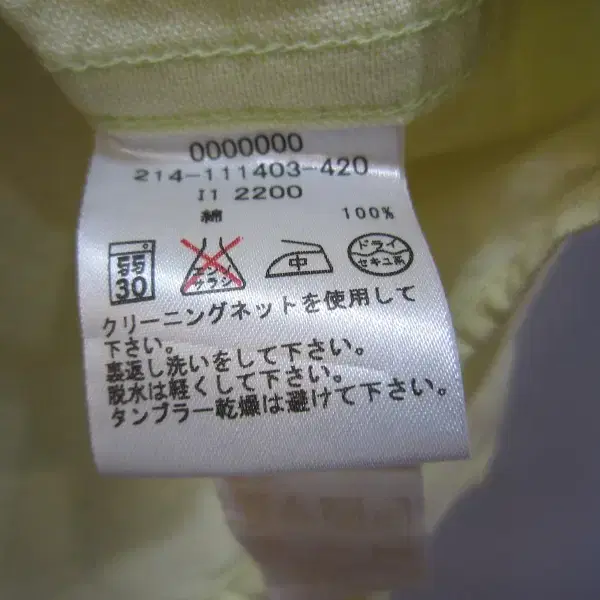 0000000
214-111403-420
I1 2200
綿 100%
弱 30 エンソ サラシ 中 ドライ セキユ系
クリーニングネットを使用して
下さい。
裏返し洗いをして下さい。
脱水は軽くして下さい。
タンブラー乾燥は避けて下さい。